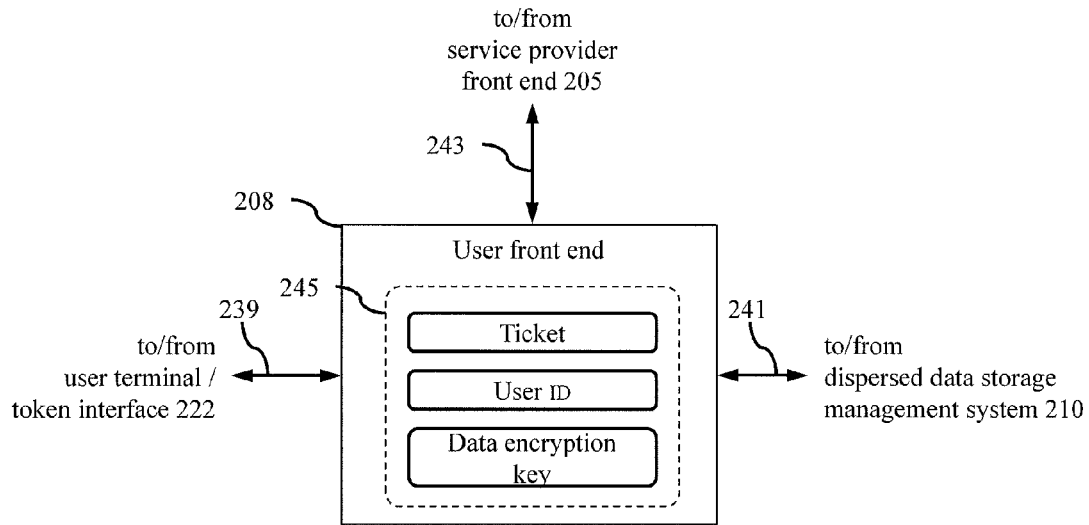 to/from
service provider
front end 205
243
208
User front end
245
239
241
Ticket
to/from
user terminal /
token interface 222
to/from
dispersed data storage
management system 210
User ID
Data encryption
key